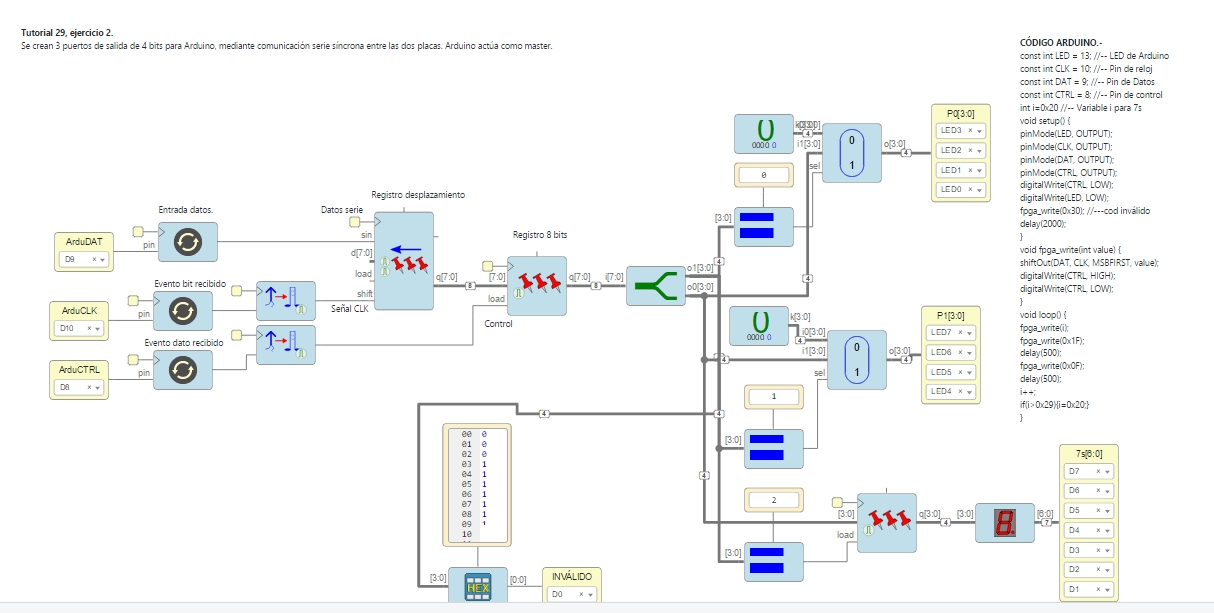 Tutorial 29, ejercicio 2.
Se crean 3 puertos de salida de 4 bits para Arduino, mediante comunicación serie síncrona entre las dos placas. Arduino actúa como master.
CÓDIGO ARDUINO.-
const int LED = 13; //-- LED de Arduino
const int CLK = 10; //-- Pin de reloj
const int DAT = 9; //-- Pin de Datos
const int CTRL = 8; //-- Pin de control
int i=0x20 //-- Variable i para 7s
void setup() {
pinMode(LED, OUTPUT);
pinMode(CLK, OUTPUT);
pinMode(DAT, OUTPUT);
pinMode(CTRL, OUTPUT);
digitalWrite(CTRL, LOW);
digitalWrite(LED, LOW);
fpga_write(0x30); //---cod inválido
delay(2000);
}
void fpga_write(int value) {
shiftOut(DAT, CLK, MSBFIRST, value);
digitalWrite(CTRL, HIGH);
digitalWrite(CTRL, LOW);
}
void loop() {
fpga_write(i);
fpga_write(0x1F);
delay(500);
fpga_write(0x0F);
delay(500);
i++;
if(i>0x29){i=0x20;}
}
Entrada datos.
ArduDAT
D9
pin
Evento bit recibido
ArduCLK
D10
pin
Evento dato recibido
ArduCTRL
D8
pin
Registro desplazamiento
Datos serie
sin
d[7:0]
load
shift
Señal CLK
q[7:0]
8
Registro 8 bits
[7:0]
load
Control
q[7:0]
8
i[7:0]
o1[3:0]
o0[3:0]
4
0000 0
4
i1[3:0]
sel
0
1
o[3:0]
4
P0[3:0]
LED3
LED2
LED1
LED0
0
[3:0]
4
0000 0
k[3:0]
i0[3:0]
4
i1[3:0]
4
sel
0
1
o[3:0]
4
P1[3:0]
LED7
LED6
LED5
LED4
1
[3:0]
4
4
4
2
[3:0]
[3:0]
load
q[3:0]
4
[3:0]
[6:0]
7
7s[6:0]
D7
D6
D5
D4
D3
D2
D1
00 0
01 0
02 0
03 1
04 1
05 1
06 1
07 1
08 1
09 1
10
[3:0]
HEX
[0:0]
INVÁLIDO
D0